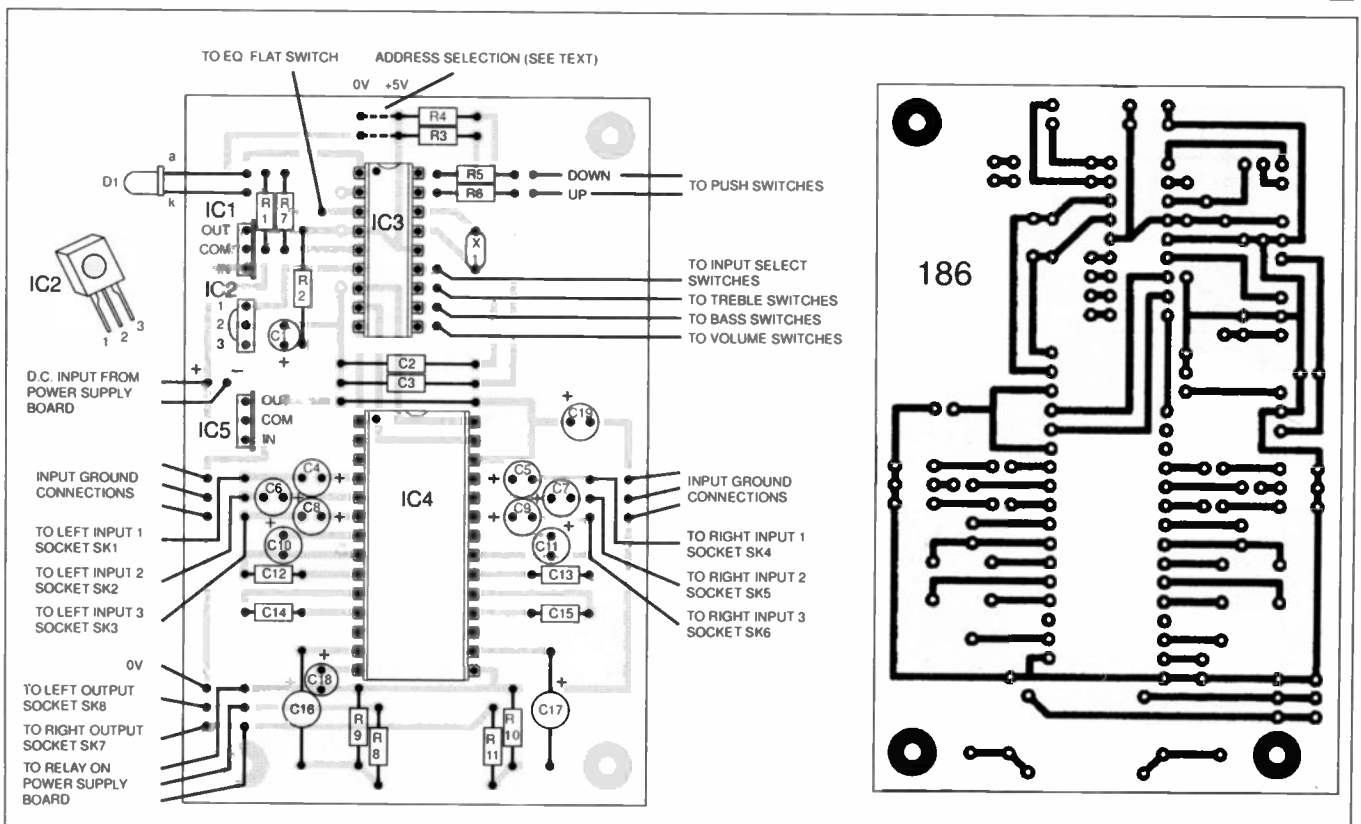 TO EQ FLAT SWITCH
ADDRESS SELECTION (SEE TEXT)
0V +5V
R4
R3
a
D1
k
R5
DOWN
R6
UP
TO PUSH SWITCHES
IC1
R1
R7
IC3
OUT
COM
IN
X1
IC2
1 2 3
IC2
R2
1
2
3
C1
+
TO INPUT SELECT
SWITCHES
TO TREBLE SWITCHES
TO BASS SWITCHES
TO VOLUME SWITCHES
C2
C3
D.C. INPUT FROM
POWER SUPPLY
BOARD
+ -
OUT
COM
IN
IC5
+
C19
INPUT GROUND
CONNECTIONS
C4 +
C6 +
C8 +
+
C10
IC4
+ C5
+ C7
+ C9
+
C11
INPUT GROUND
CONNECTIONS
TO LEFT INPUT 1
SOCKET SK1
TO LEFT INPUT 2
SOCKET SK2
TO LEFT INPUT 3
SOCKET SK3
C12
C14
C13
C15
TO RIGHT INPUT 1
SOCKET SK4
TO RIGHT INPUT 2
SOCKET SK5
TO RIGHT INPUT 3
SOCKET SK6
0V
TO LEFT OUTPUT
SOCKET SK8
TO RIGHT OUTPUT
SOCKET SK7
TO RELAY ON
POWER SUPPLY
BOARD
+
C18
+
C16
+
C17
R9
R8
R11
R10
186